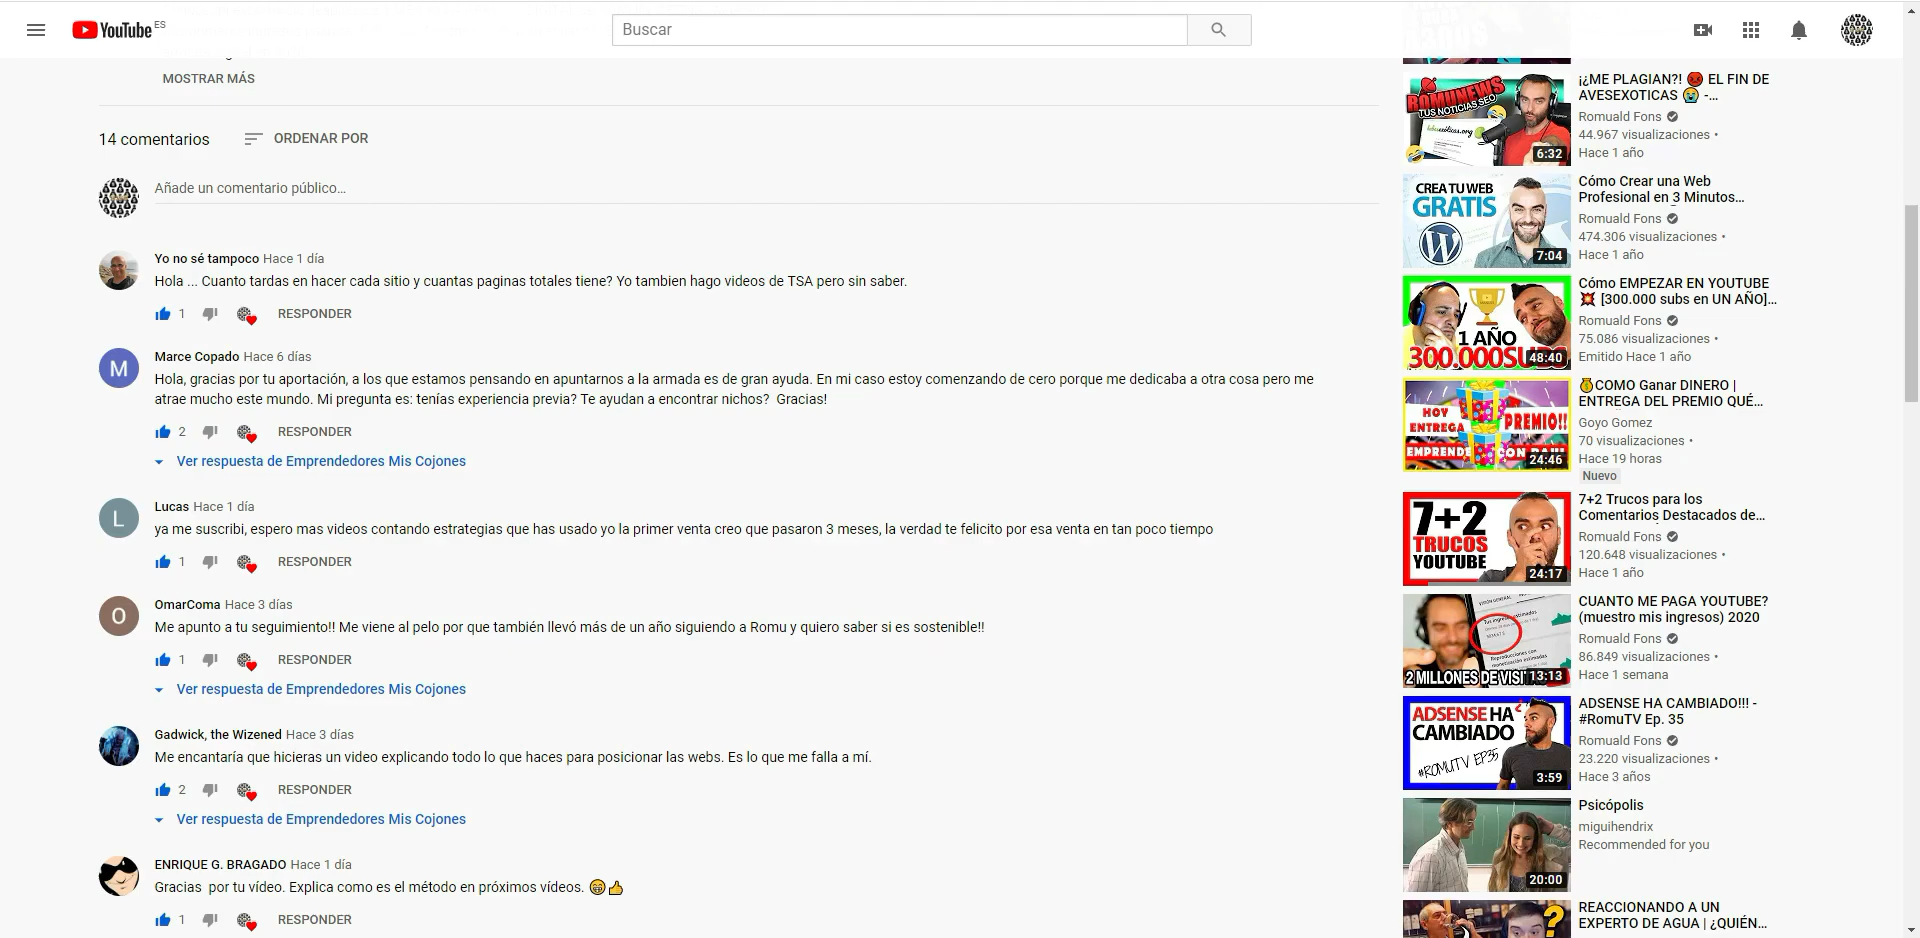 YouTube ES
Buscar
MOSTRAR MÁS
14 comentarios
ORDENAR POR
Añade un comentario público...
Yo no sé tampoco Hace 1 día
Hola ... Cuanto tardas en hacer cada sitio y cuantas paginas totales tiene? Yo tambien hago videos de TSA pero sin saber.
1 RESPONDER
M
Marce Copado Hace 6 días
Hola, gracias por tu aportación, a los que estamos pensando en apuntarnos a la armada es de gran ayuda. En mi caso estoy comenzando de cero porque me dedicaba a otra cosa pero me
atrae mucho este mundo. Mi pregunta es: tenías experiencia previa? Te ayudan a encontrar nichos?  Gracias!
2 RESPONDER
Ver respuesta de Emprendedores Mis Cojones
L
Lucas Hace 1 día
ya me suscribi, espero mas videos contando estrategias que has usado yo la primer venta creo que pasaron 3 meses, la verdad te felicito por esa venta en tan poco tiempo
1 RESPONDER
O
OmarComa Hace 3 días
Me apunto a tu seguimiento!! Me viene al pelo por que también llevó más de un año siguiendo a Romu y quiero saber si es sostenible!!
1 RESPONDER
Ver respuesta de Emprendedores Mis Cojones
Gadwick, the Wizened Hace 3 días
Me encantaría que hicieras un video explicando todo lo que haces para posicionar las webs. Es lo que me falla a mí.
2 RESPONDER
Ver respuesta de Emprendedores Mis Cojones
ENRIQUE G. BRAGADO Hace 1 día
Gracias  por tu vídeo. Explica como es el método en próximos vídeos. 😁👍
1 RESPONDER
ROMUNEWS
TUS NOTICIAS SEO
6:32
¡¿ME PLAGIAN?! 😡 EL FIN DE
AVESEXOTICAS 😭 -...
Romuald Fons
44.967 visualizaciones •
Hace 1 año
CREA TU WEB
GRATIS
7:04
Cómo Crear una Web
Profesional en 3 Minutos...
Romuald Fons
474.306 visualizaciones •
Hace 1 año
1 AÑO
300.000SUBS
48:40
Cómo EMPEZAR EN YOUTUBE
💥 [300.000 subs en UN AÑO]...
Romuald Fons
75.086 visualizaciones •
Emitido Hace 1 año
HOY
ENTREGA
PREMIO!!
EMPRENDE
24:46
💰COMO Ganar DINERO |
ENTREGA DEL PREMIO QUÉ...
Goyo Gomez
70 visualizaciones •
Hace 19 horas
Nuevo
7+2
TRUCOS
YOUTUBE
24:17
7+2 Trucos para los
Comentarios Destacados de...
Romuald Fons
120.648 visualizaciones •
Hace 1 año
2 MILLONES DE VISI
13:13
CUANTO ME PAGA YOUTUBE?
(muestro mis ingresos) 2020
Romuald Fons
86.849 visualizaciones •
Hace 1 semana
ADSENSE HA
CAMBIADO
#ROMUTV EP35
3:59
ADSENSE HA CAMBIADO!!! -
#RomuTV Ep. 35
Romuald Fons
23.220 visualizaciones •
Hace 3 años
20:00
Psicópolis
miguihendrix
Recommended for you
?
REACCIONANDO A UN
EXPERTO DE AGUA | ¿QUIÉN...